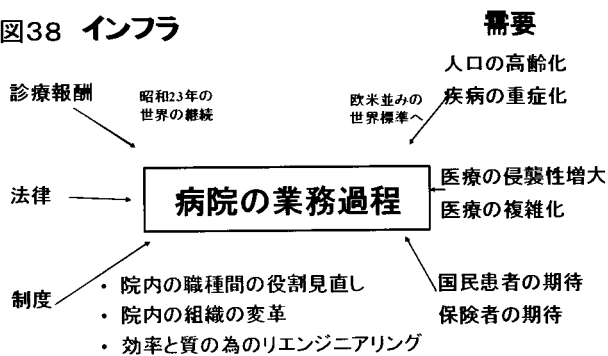 図38 インフラ
需要
人口の高齢化
疾病の重症化
診療報酬
昭和23年の
世界の継続
欧米並みの
世界標準へ
法律
病院の業務過程
医療の侵襲性増大
医療の複雑化
制度
・ 院内の職種間の役割見直し
・ 院内の組織の変革
・ 効率と質の為のリエンジニアリング
国民患者の期待
保険者の期待